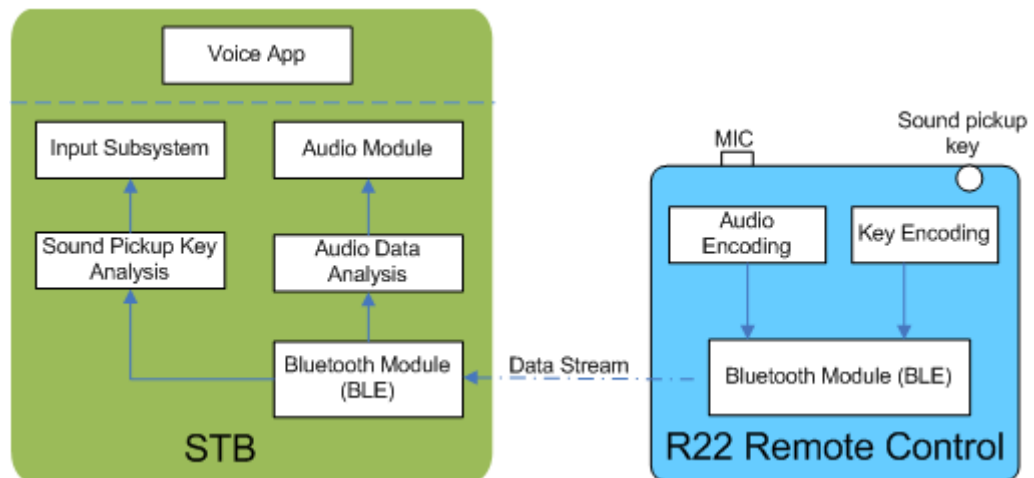 Voice App
Input Subsystem
Audio Module
Sound Pickup Key
Analysis
Audio Data
Analysis
Bluetooth Module
(BLE)
STB
Data Stream
MIC
Sound pickup
key
Audio
Encoding
Key Encoding
Bluetooth Module (BLE)
R22 Remote Control